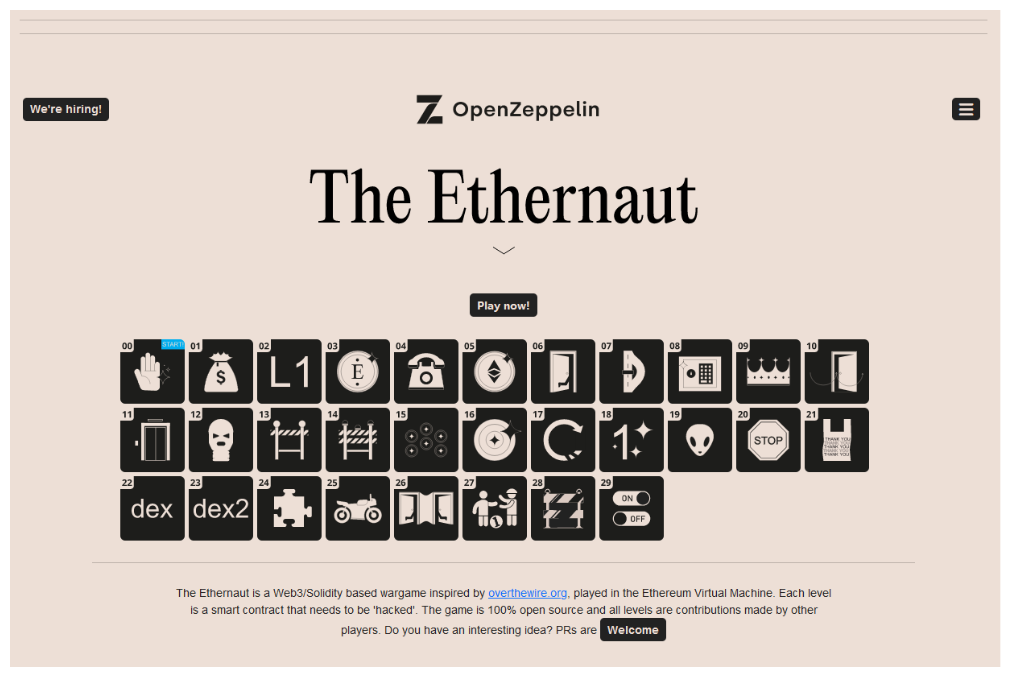 We're hiring!
OpenZeppelin
The Ethernaut
Play now!
00 START 01 02 03 04 05 06 07 08 09 10
$ L1 Ξ
11 12 13 14 15 16 17 18 19 20 21
1 STOP THANK YOU
THANK YOU
THANK YOU
THANK YOU
22 23 24 25 26 27 28 29
dex dex2 ON
OFF
The Ethernaut is a Web3/Solidity based wargame inspired by overthewire.org, played in the Ethereum Virtual Machine. Each level
is a smart contract that needs to be 'hacked'. The game is 100% open source and all levels are contributions made by other
players. Do you have an interesting idea? PRs are Welcome